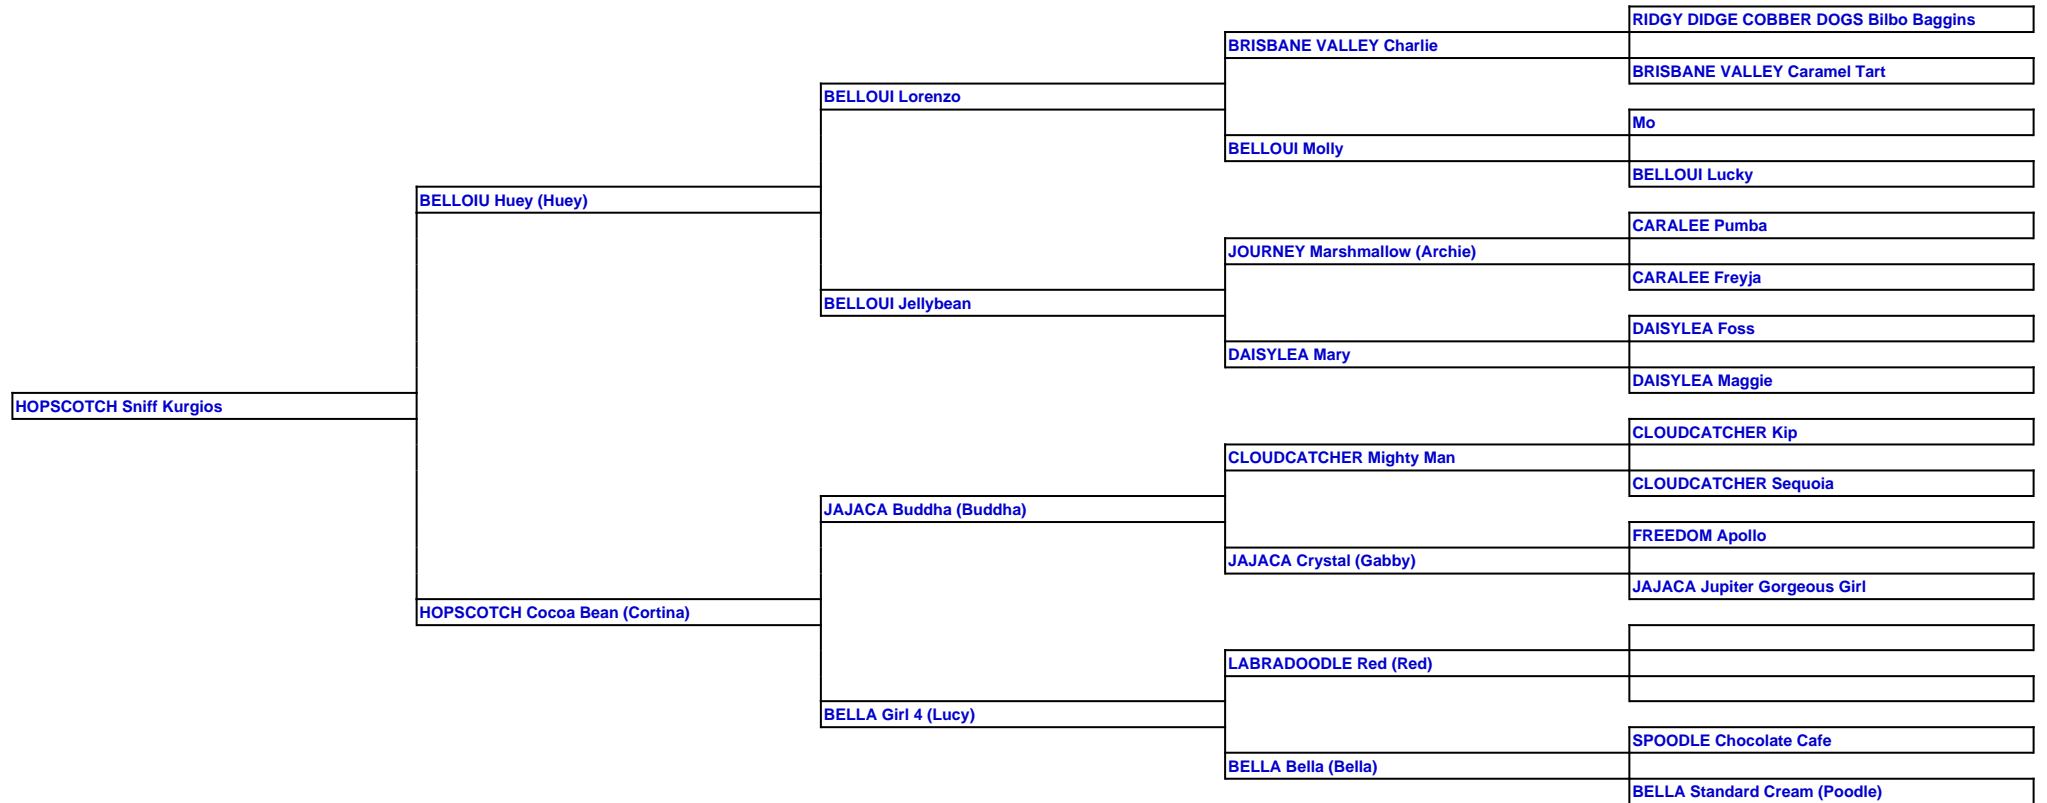 RIDGY DIDGE COBBER DOGS Bilbo Baggins
BRISBANE VALLEY Charlie
BRISBANE VALLEY Caramel Tart
BELLOUI Lorenzo
Mo
BELLOUI Molly
BELLOUI Lucky
BELLOIU Huey (Huey)
CARALEE Pumba
JOURNEY Marshmallow (Archie)
CARALEE Freyja
BELLOUI Jellybean
DAISYLEA Foss
DAISYLEA Mary
DAISYLEA Maggie
HOPSCOTCH Sniff Kurgios
CLOUDCATCHER Kip
CLOUDCATCHER Mighty Man
CLOUDCATCHER Sequoia
JAJACA Buddha (Buddha)
FREEDOM Apollo
JAJACA Crystal (Gabby)
JAJACA Jupiter Gorgeous Girl
HOPSCOTCH Cocoa Bean (Cortina)
LABRADOODLE Red (Red)
BELLA Girl 4 (Lucy)
SPOODLE Chocolate Cafe
BELLA Bella (Bella)
BELLA Standard Cream (Poodle)